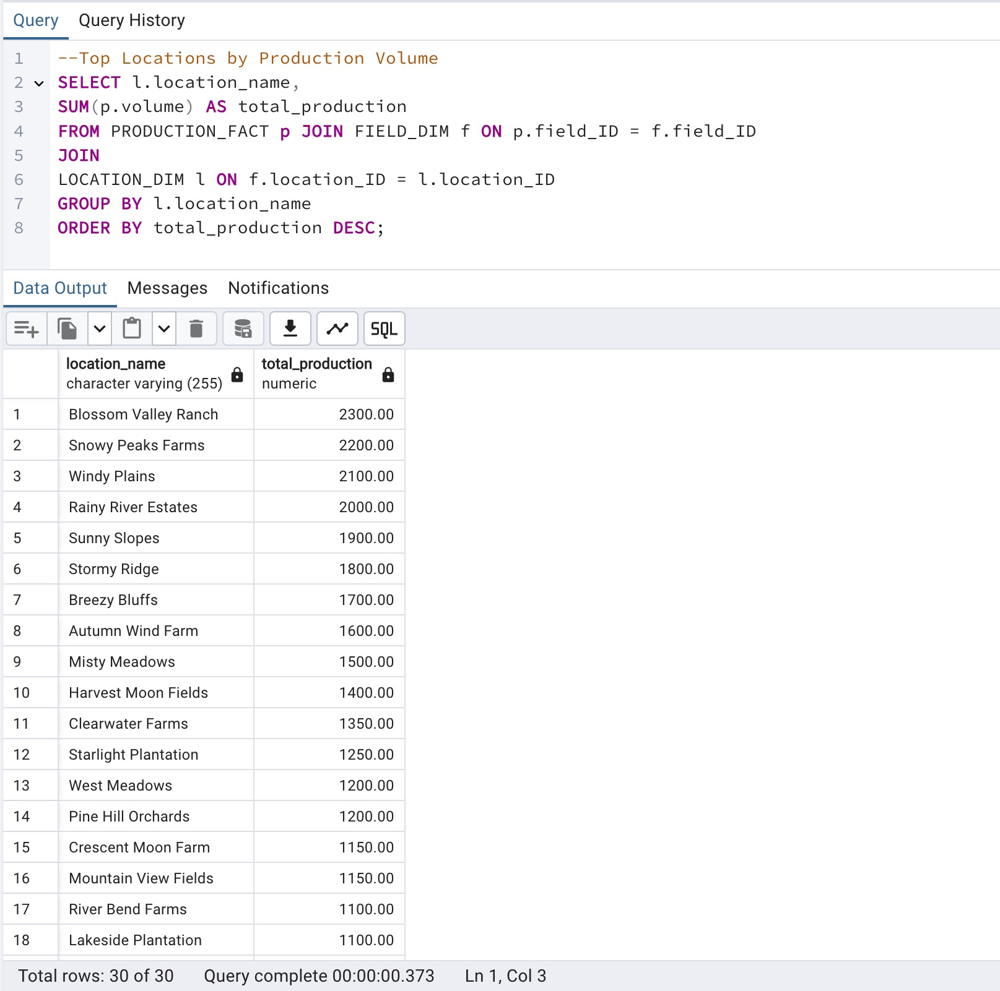 Query Query History
1 --Top Locations by Production Volume
2 SELECT l.location_name,
3 SUM(p.volume) AS total_production
4 FROM PRODUCTION_FACT p JOIN FIELD_DIM f ON p.field_ID = f.field_ID
5 JOIN
6 LOCATION_DIM l ON f.location_ID = l.location_ID
7 GROUP BY l.location_name
8 ORDER BY total_production DESC;
Data Output Messages Notifications
SQL
location_name total_production
character varying (255) numeric
1 Blossom Valley Ranch 2300.00
2 Snowy Peaks Farms 2200.00
3 Windy Plains 2100.00
4 Rainy River Estates 2000.00
5 Sunny Slopes 1900.00
6 Stormy Ridge 1800.00
7 Breezy Bluffs 1700.00
8 Autumn Wind Farm 1600.00
9 Misty Meadows 1500.00
10 Harvest Moon Fields 1400.00
11 Clearwater Farms 1350.00
12 Starlight Plantation 1250.00
13 West Meadows 1200.00
14 Pine Hill Orchards 1200.00
15 Crescent Moon Farm 1150.00
16 Mountain View Fields 1150.00
17 River Bend Farms 1100.00
18 Lakeside Plantation 1100.00
Total rows: 30 of 30 Query complete 00:00:00.373 Ln 1, Col 3